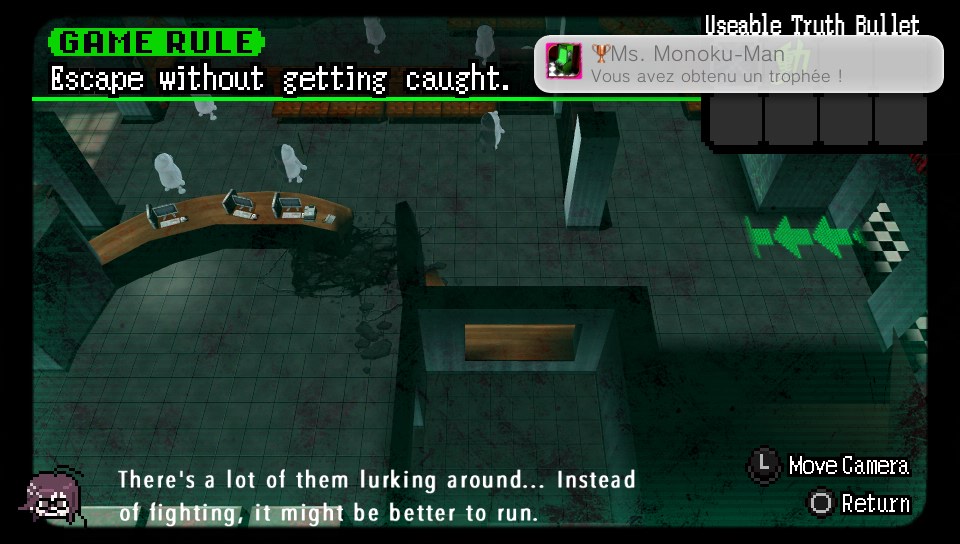 GAME RULE
Escape without getting caught.
Useable Truth Bullet
Ms. Monoku-Man
Vous avez obtenu un trophée !
L Move Camera
Return
There's a lot of them lurking around... Instead
of fighting, it might be better to run.